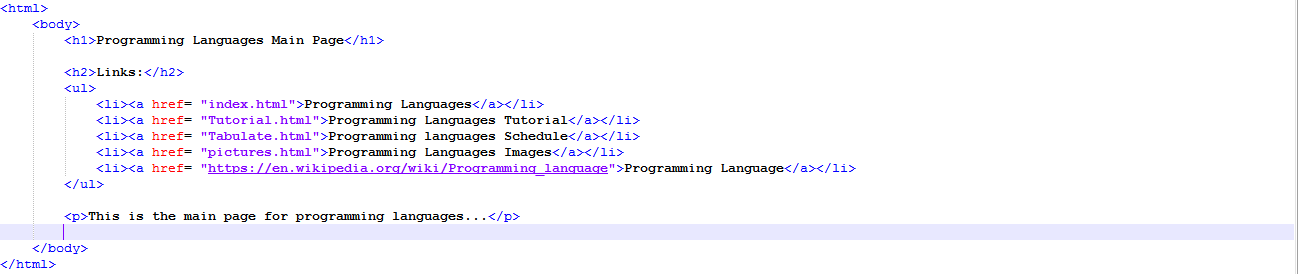 <html>
<body>
<h1>Programming Languages Main Page</h1>
<h2>Links:</h2>
<ul>
<li><a href= "index.html">Programming Languages</a></li>
<li><a href= "Tutorial.html">Programming Languages Tutorial</a></li>
<li><a href= "Tabulate.html">Programming languages Schedule</a></li>
<li><a href= "pictures.html">Programming Languages Images</a></li>
<li><a href= "https://en.wikipedia.org/wiki/Programming_language">Programming Language</a></li>
</ul>
<p>This is the main page for programming languages...</p>
</body>
</html>